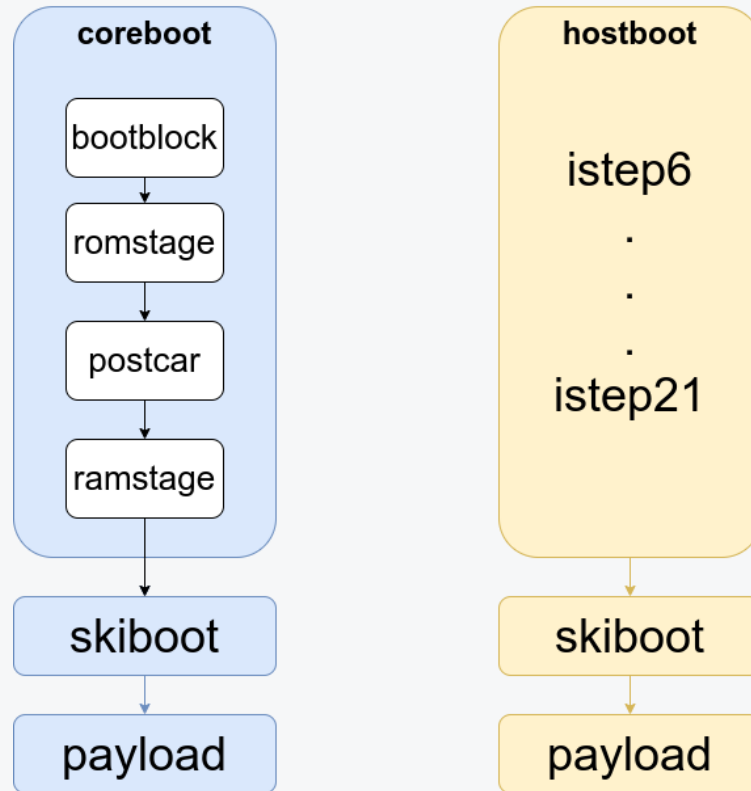 coreboot
bootblock
romstage
postcar
ramstage
skiboot
payload
hostboot
istep6
.
.
.
istep21
skiboot
payload